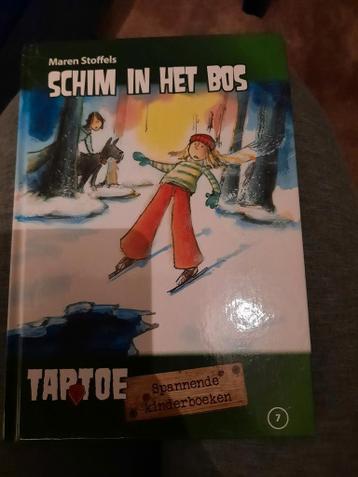 Maren Stoffels
SCHIM IN HET BOS
TAPTOE
Spannende
kinderboeken
7